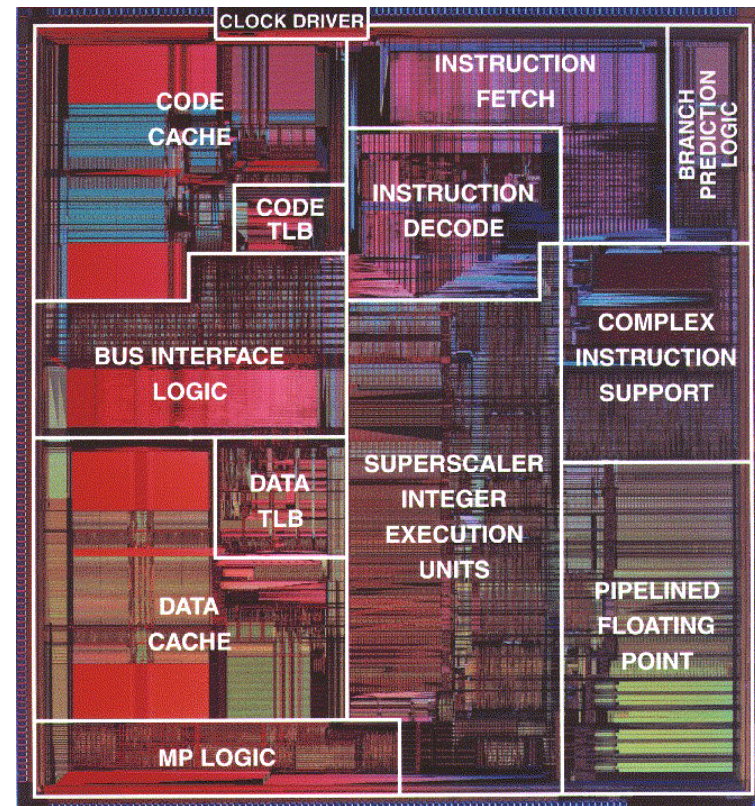 CLOCK DRIVER
CODE
CACHE
INSTRUCTION
FETCH
BRANCH
PREDICTION
LOGIC
CODE
TLB
INSTRUCTION
DECODE
BUS INTERFACE
LOGIC
COMPLEX
INSTRUCTION
SUPPORT
DATA
TLB
SUPERSCALER
INTEGER
EXECUTION
UNITS
DATA
CACHE
PIPELINED
FLOATING
POINT
MP LOGIC